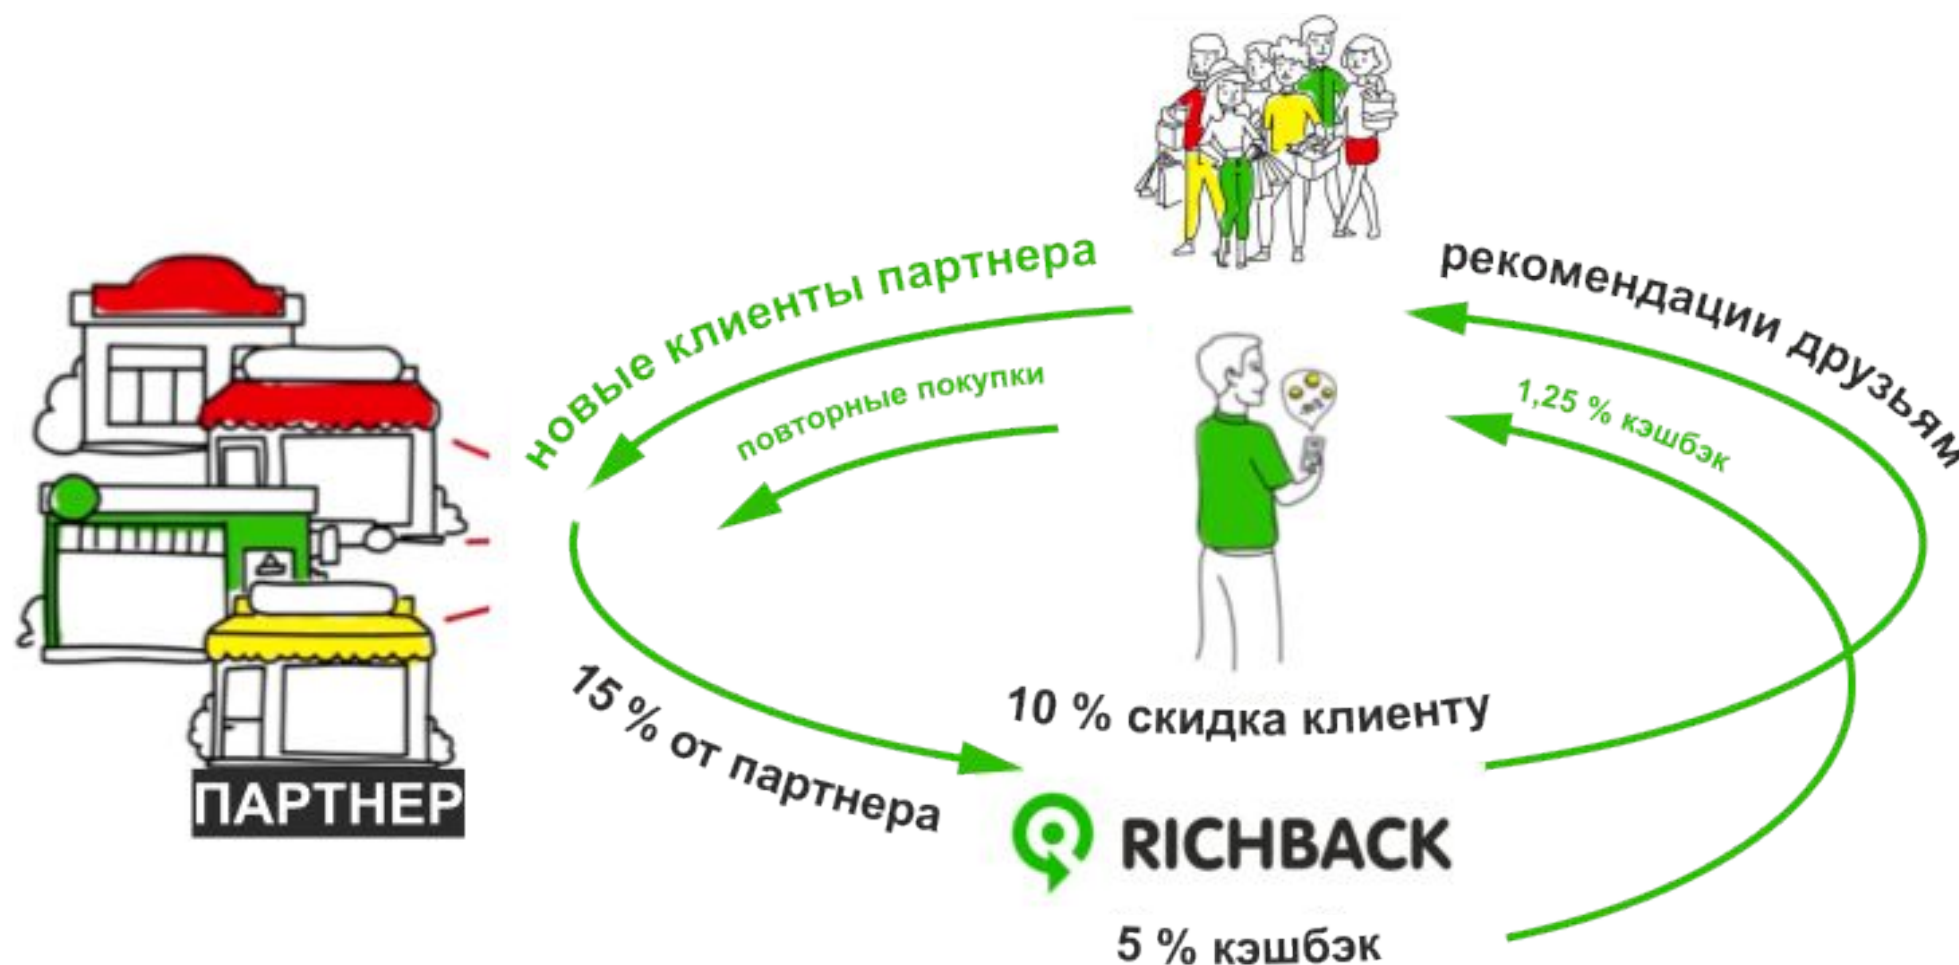 новые клиенты партнера
рекомендации друзьям
повторные покупки
1,25 % кэшбэк
15 % от партнера
10 % скидка клиенту
ПАРТНЕР
RICHBACK
5 % кэшбэк